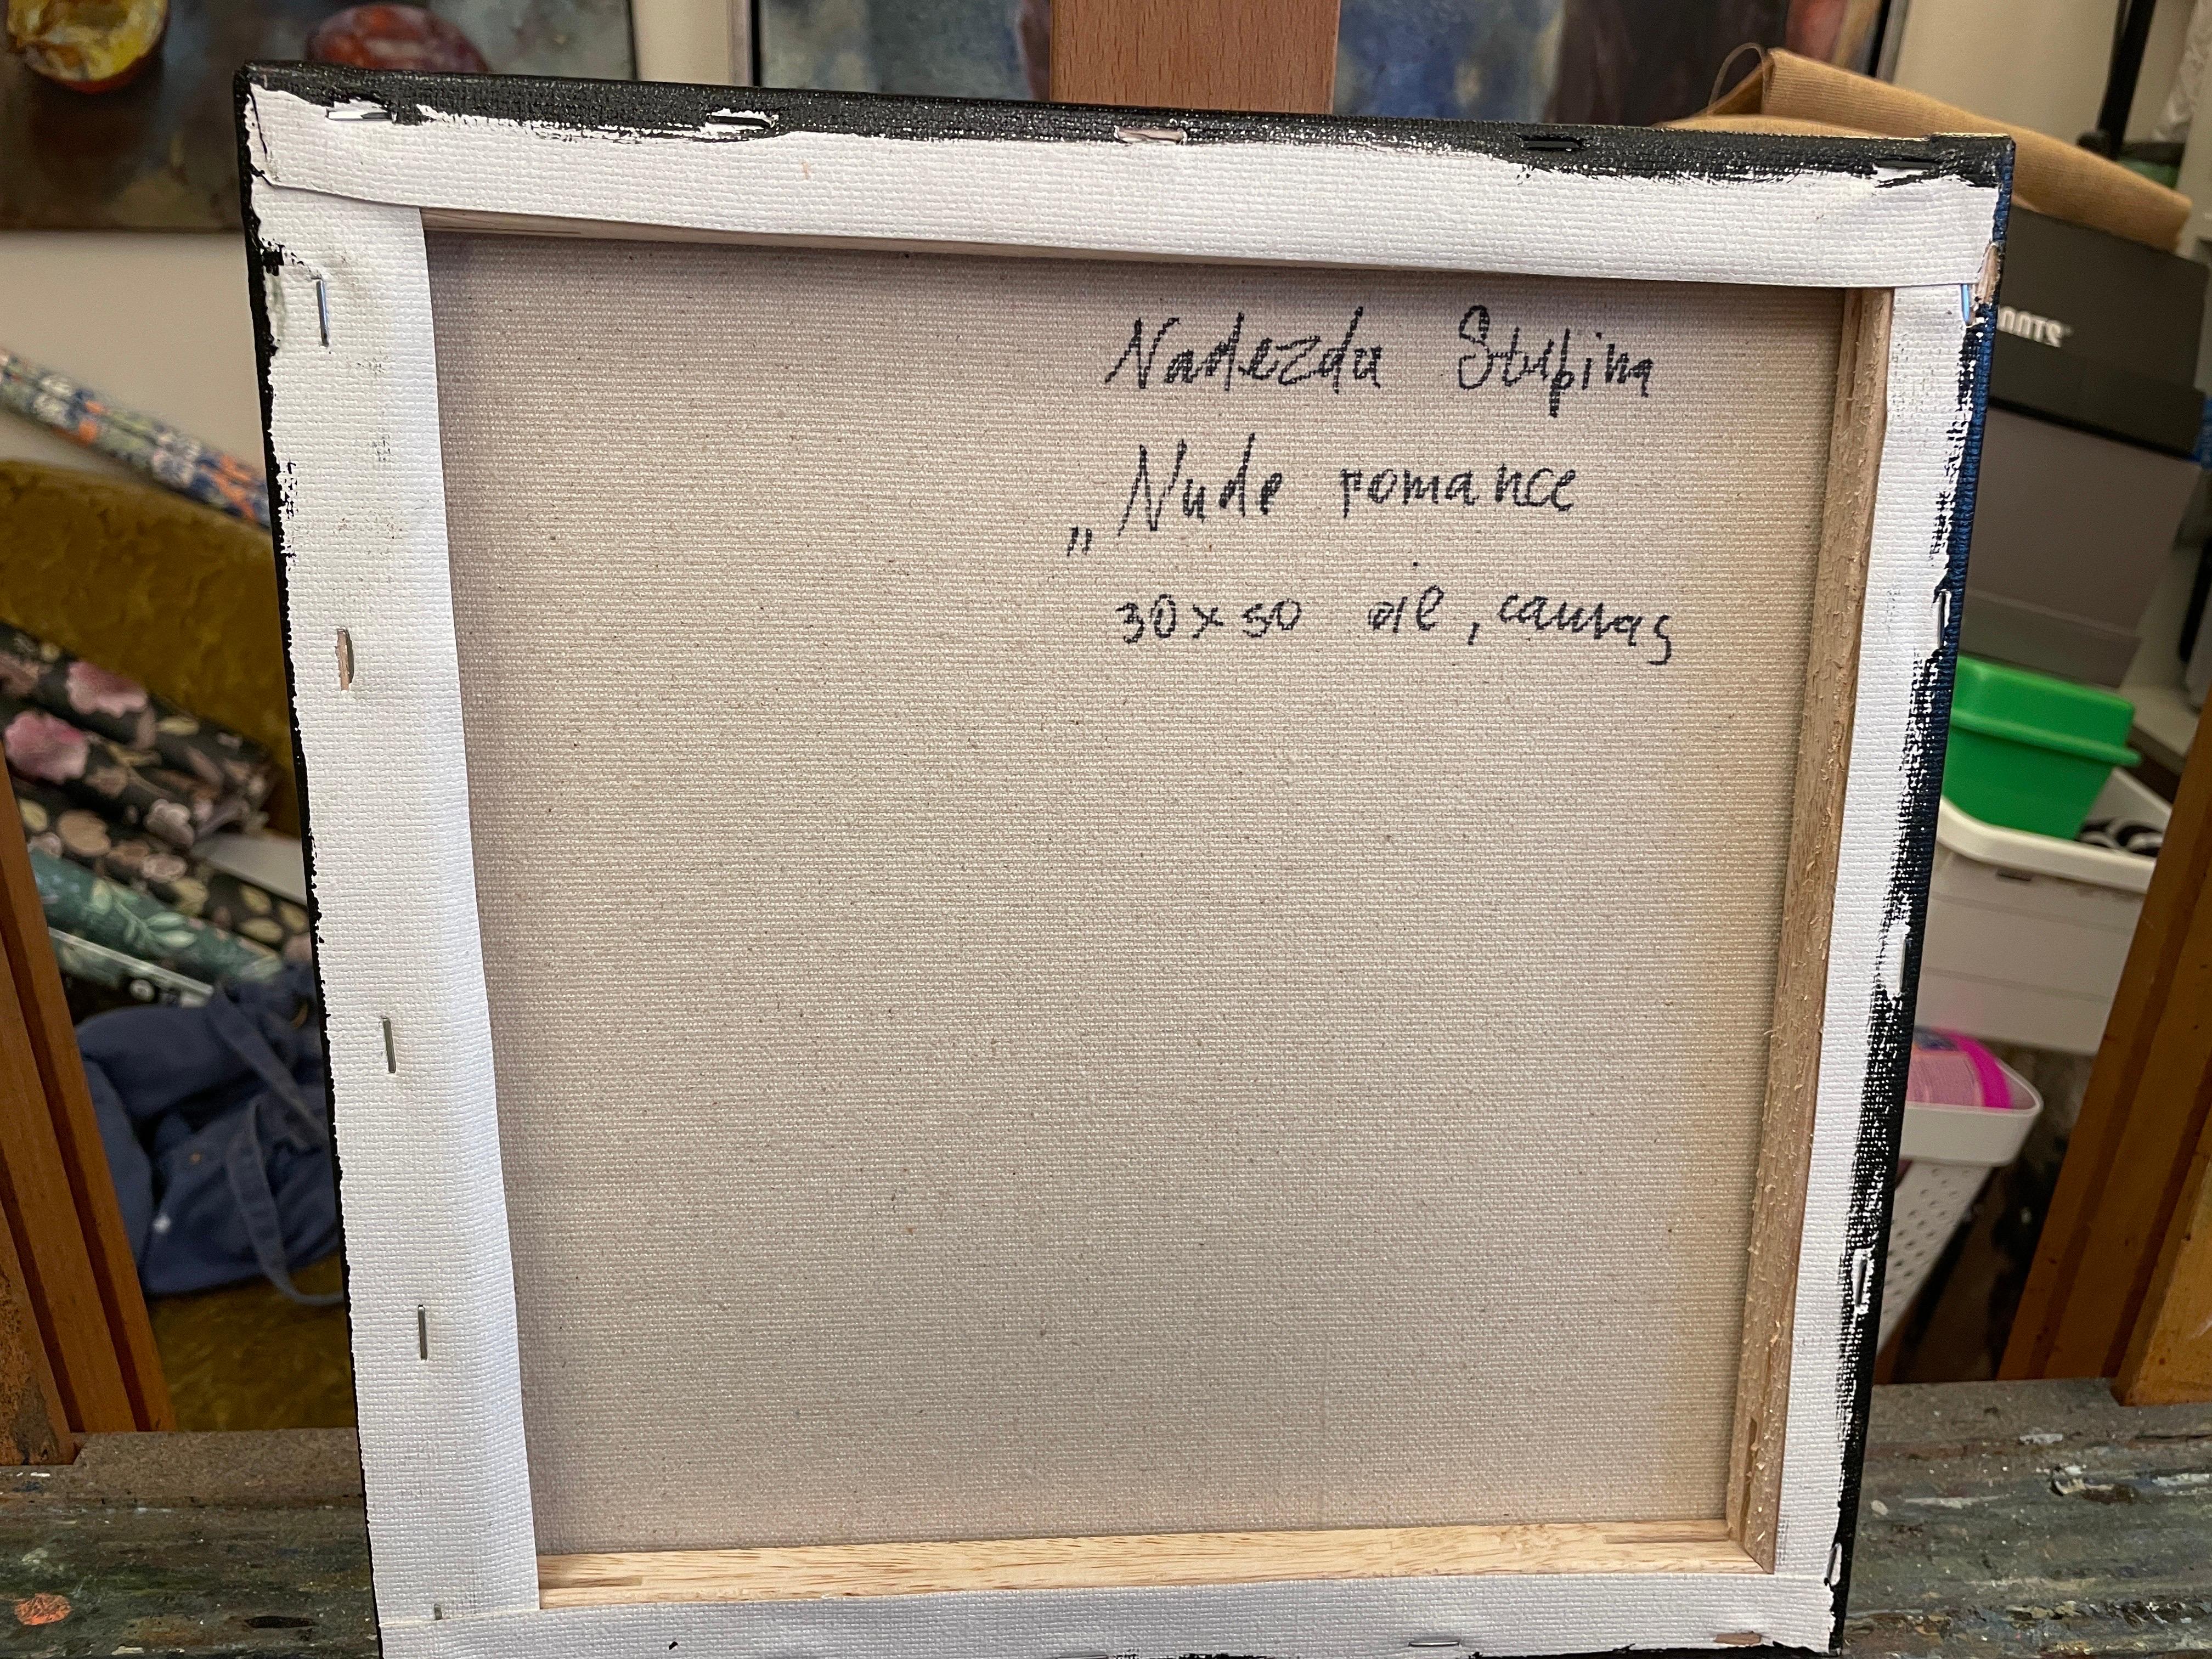 Nadezda Stupina
„Nude romance
30x50 oil, canvas